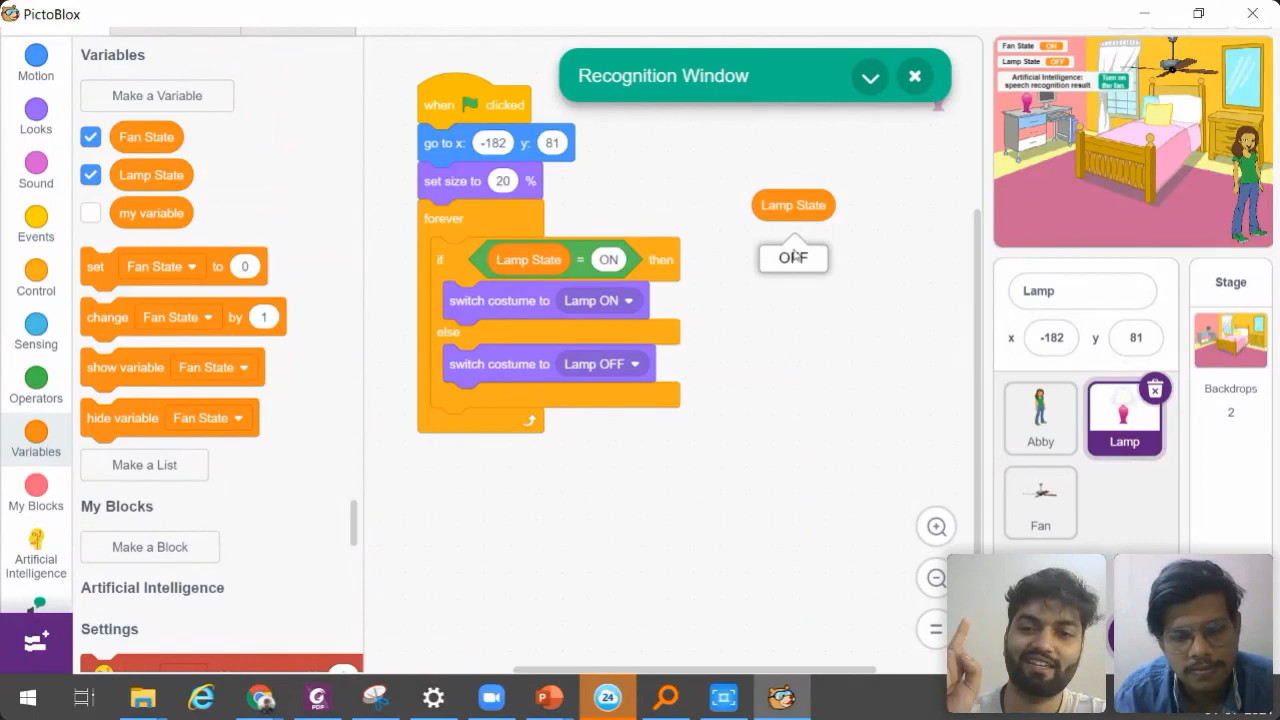 PictoBlox
Motion
Looks
Sound
Events
Control
Sensing
Operators
Variables
My Blocks
Artificial
Intelligence
Variables
Make a Variable
Fan State
Lamp State
my variable
set Fan State to 0
change Fan State by 1
show variable Fan State
hide variable Fan State
Make a List
My Blocks
Make a Block
Artificial Intelligence
Settings
Recognition Window
when clicked
go to x: -182 y: 81
set size to 20 %
forever
if Lamp State = ON then
switch costume to Lamp ON
else
switch costume to Lamp OFF
Lamp State
OFF
Fan State ON
Lamp State OFF
Artificial Intelligence:
speech recognition result
Turn on
the fan.
Lamp
x -182 y 81
Abby
Lamp
Fan
Stage
Backdrops
2
PDF
24